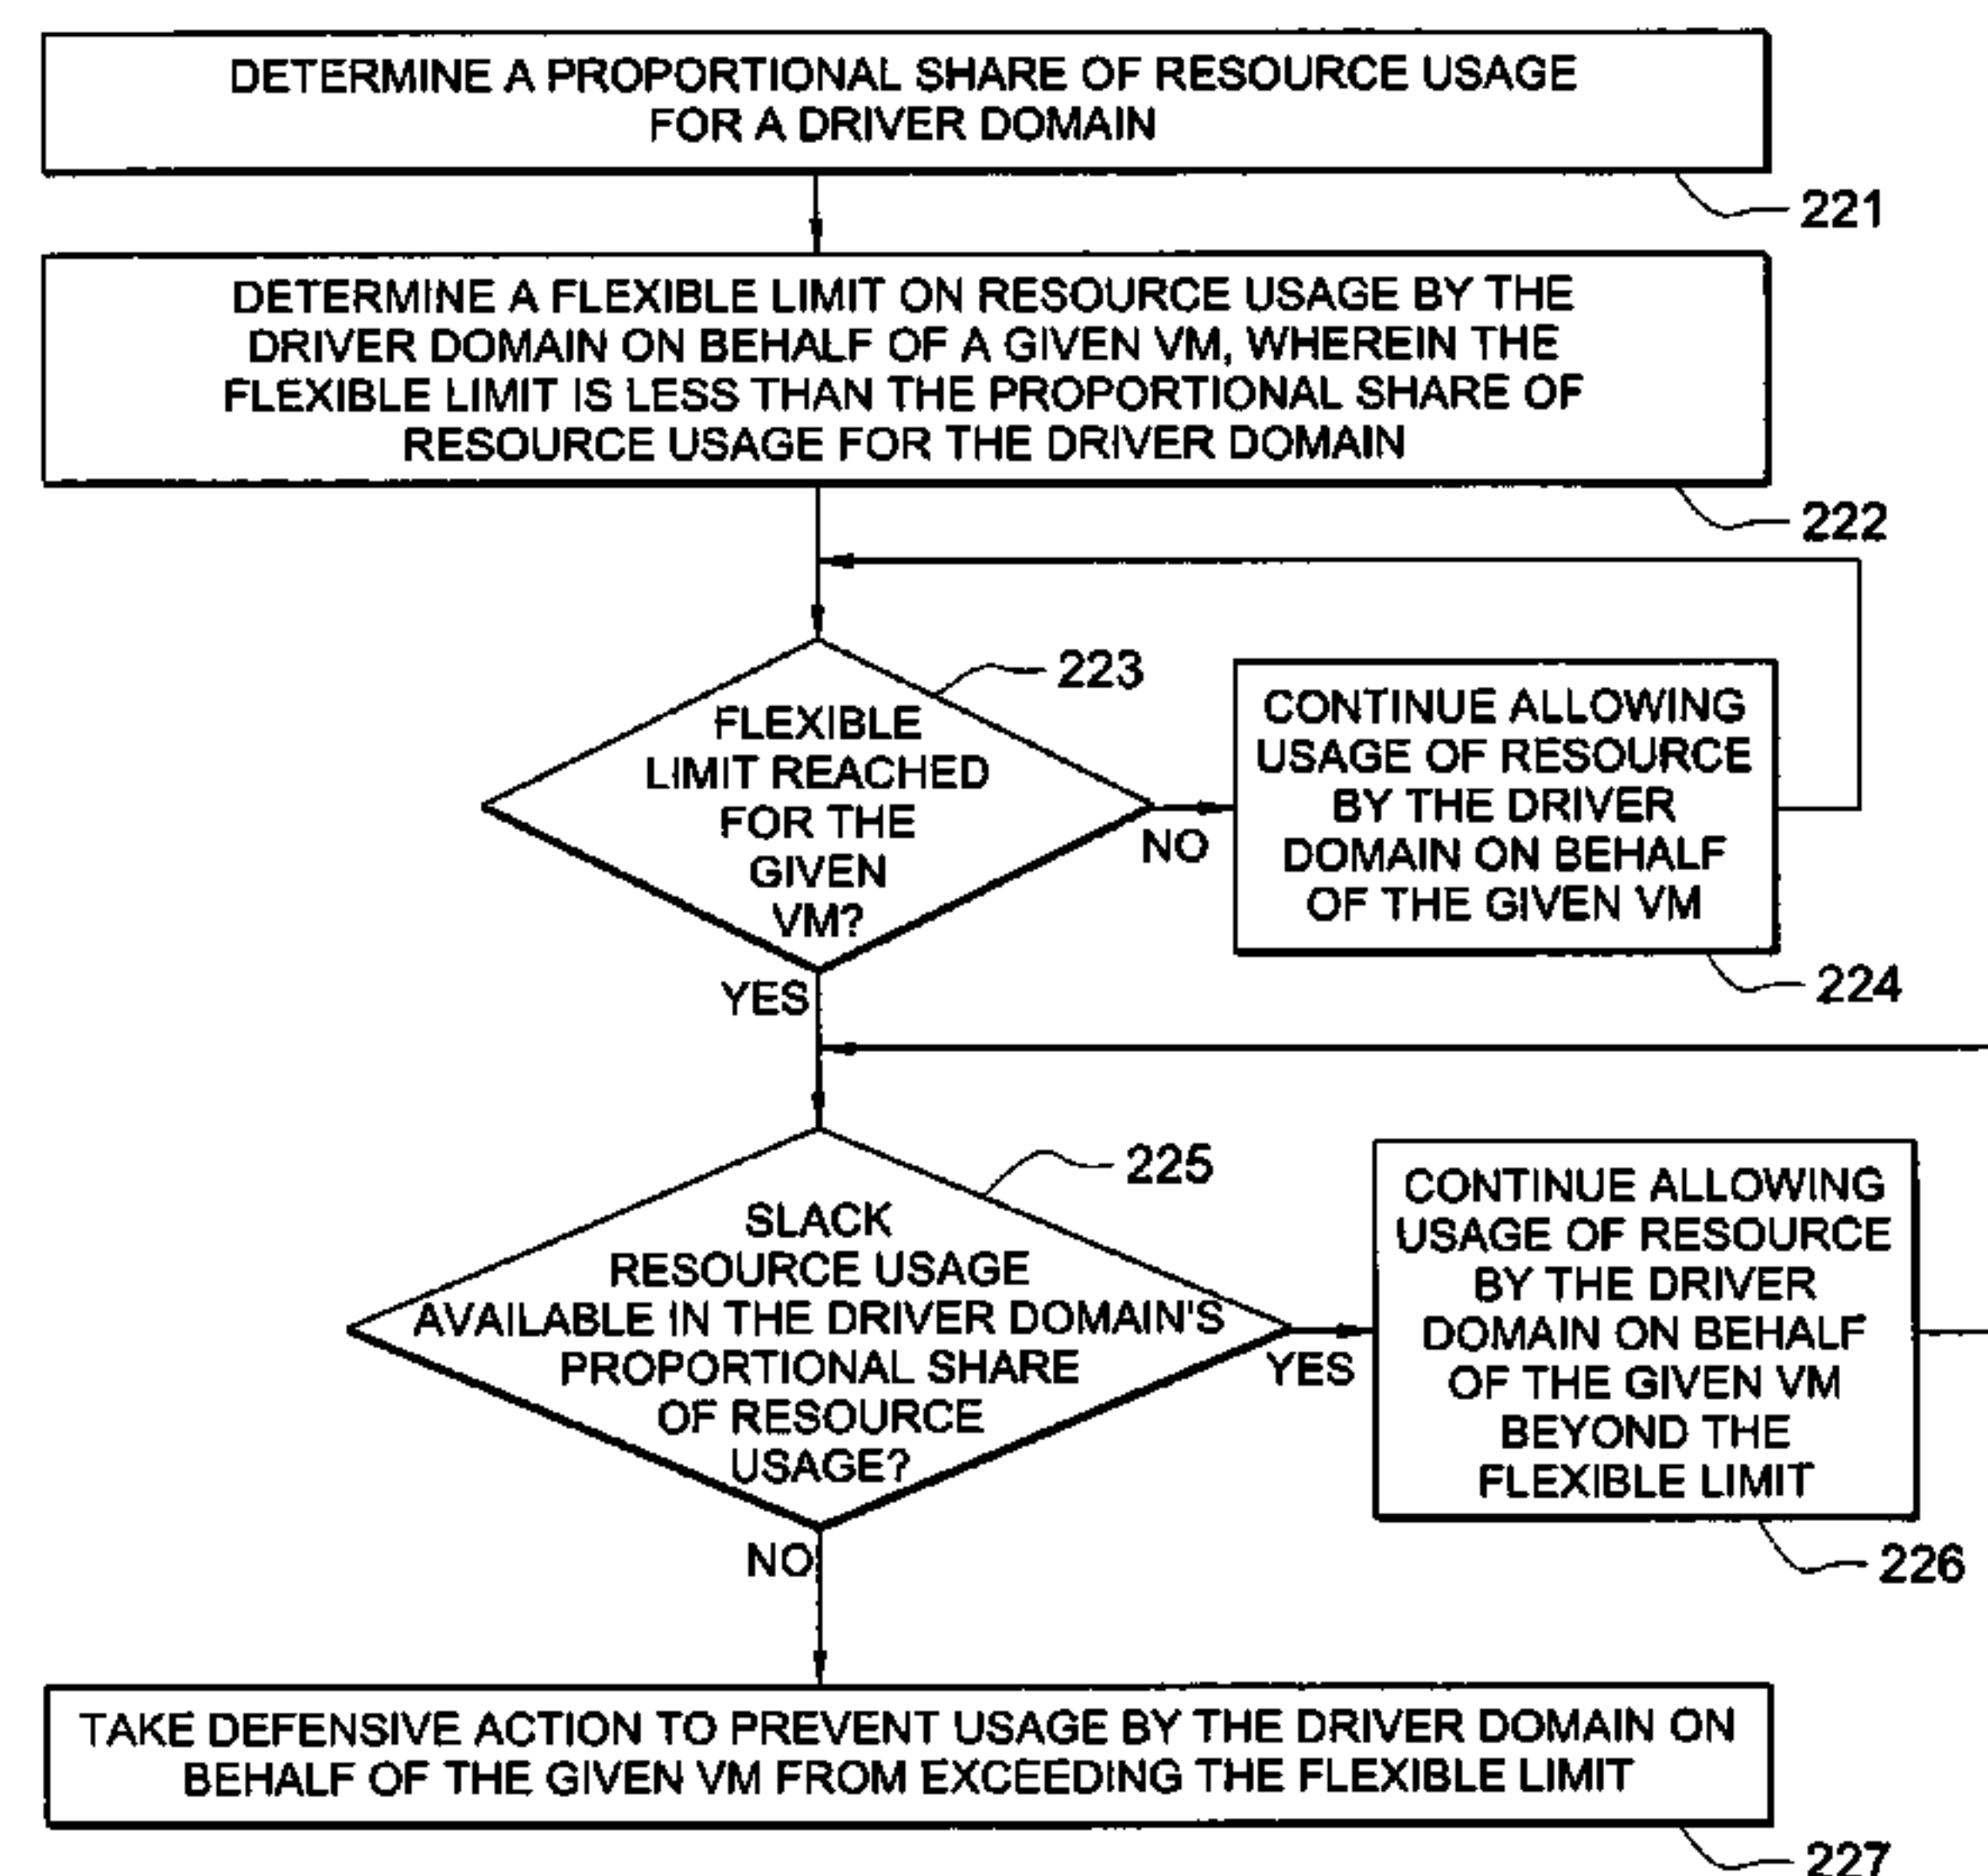 DETERMINE A PROPORTIONAL SHARE OF RESOURCE USAGE
FOR A DRIVER DOMAIN
221
DETERMINE A FLEXIBLE LIMIT ON RESOURCE USAGE BY THE
DRIVER DOMAIN ON BEHALF OF A GIVEN VM, WHEREIN THE
FLEXIBLE LIMIT IS LESS THAN THE PROPORTIONAL SHARE OF
RESOURCE USAGE FOR THE DRIVER DOMAIN
222
223
FLEXIBLE
LIMIT REACHED
FOR THE
GIVEN
VM?
NO
CONTINUE ALLOWING
USAGE OF RESOURCE
BY THE DRIVER
DOMAIN ON BEHALF
OF THE GIVEN VM
224
YES
225
SLACK
RESOURCE USAGE
AVAILABLE IN THE DRIVER DOMAIN'S
PROPORTIONAL SHARE
OF RESOURCE
USAGE?
YES
CONTINUE ALLOWING
USAGE OF RESOURCE
BY THE DRIVER
DOMAIN ON BEHALF
OF THE GIVEN VM
BEYOND THE
FLEXIBLE LIMIT
226
NO
TAKE DEFENSIVE ACTION TO PREVENT USAGE BY THE DRIVER DOMAIN ON
BEHALF OF THE GIVEN VM FROM EXCEEDING THE FLEXIBLE LIMIT
227